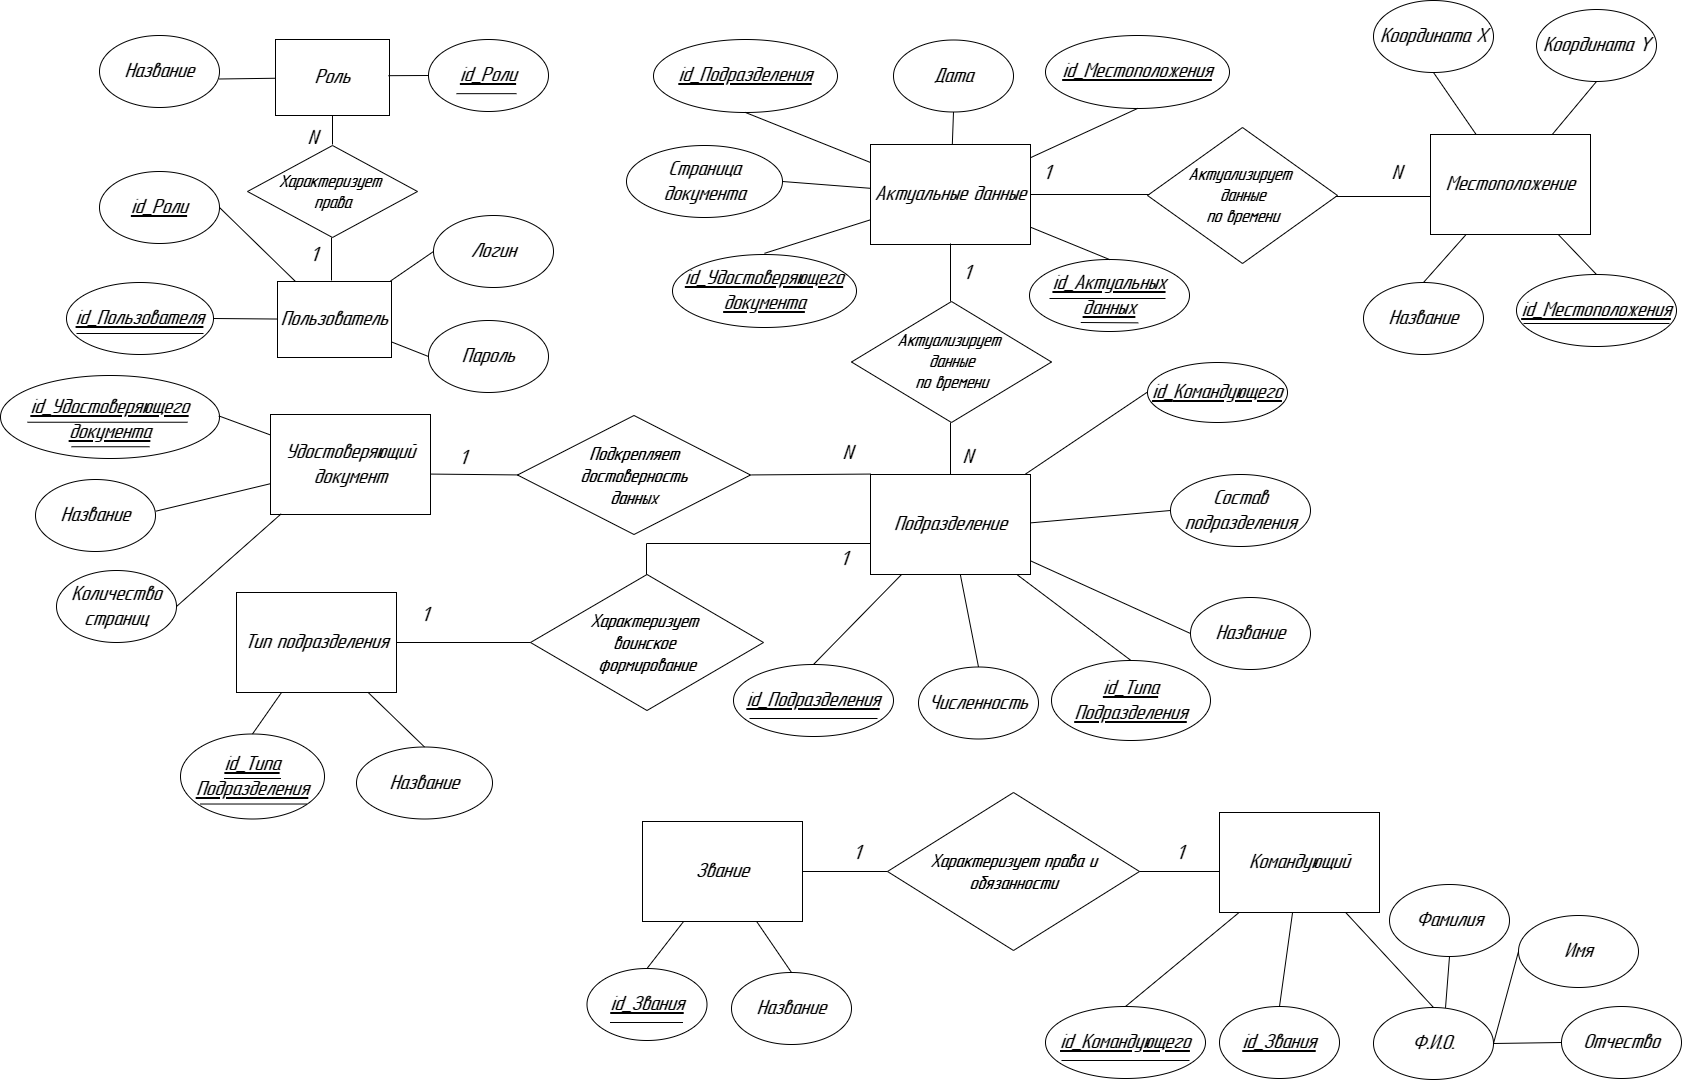 Название
Роль
id_Роли
N
Характеризует
права
id_Роли
1
Логин
id_Пользователя
Пользователь
Пароль
id_Подразделения
Дата
id_Местоположения
Страница
документа
Актуальные данные
1
id_Удостоверяющего
документа
id_Актуальных
данных
Актуализирует
данные
по времени
N
Координата X
Координата Y
Местоположение
Название
id_Местоположения
1
Актуализирует
данные
по времени
N
id_Удостоверяющего
документа
Удостоверяющий
документ
Название
Количество
страниц
1
Подкрепляет
достоверность
данных
N
Подразделение
id_Командующего
Состав
подразделения
Название
id_Типа
Подразделения
Численность
id_Подразделения
1
Характеризует
воинское
формирование
1
Тип подразделения
id_Типа
Подразделения
Название
Звание
id_Звания
Название
1
Характеризует права и
обязанности
1
Командующий
id_Командующего
id_Звания
Ф.И.О.
Фамилия
Имя
Отчество